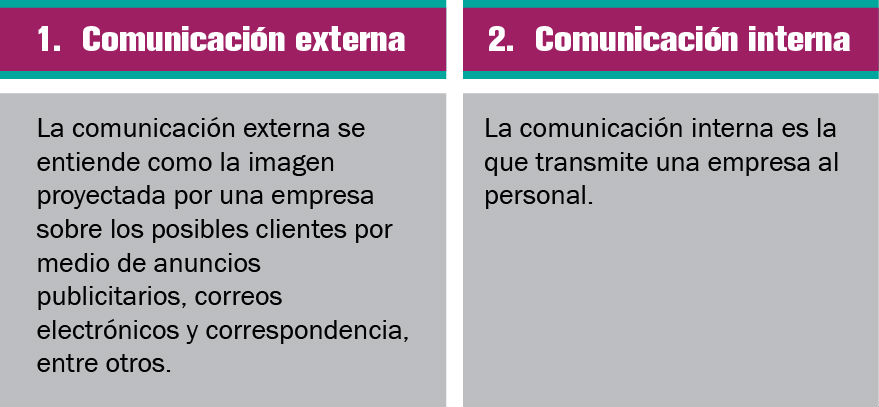 1. Comunicación externa
La comunicación externa se
entiende como la imagen
proyectada por una empresa
sobre los posibles clientes por
medio de anuncios
publicitarios, correos
electrónicos y correspondencia,
entre otros.
2. Comunicación interna
La comunicación interna es la
que transmite una empresa al
personal.